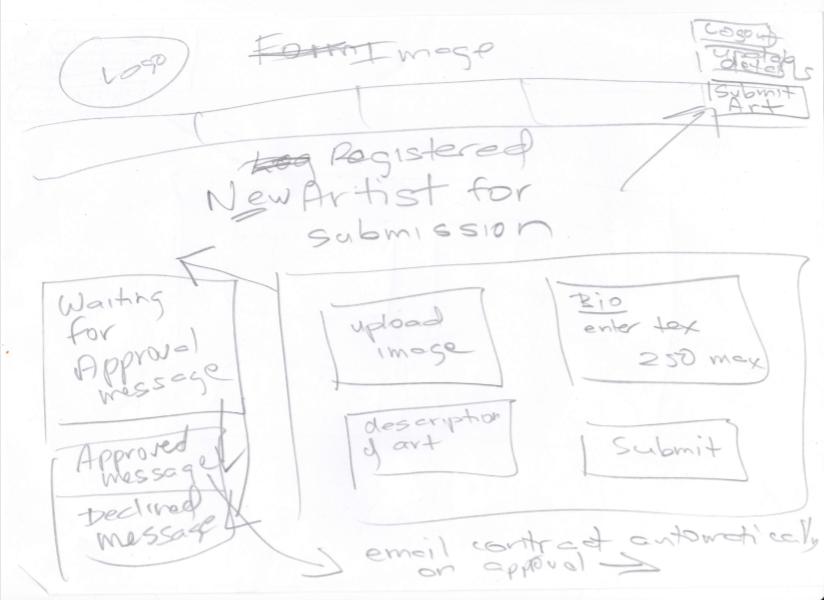 Logo
Form Image
Logout
Update
details
Submit
Art
Log Registered
New Artist for
submission
Waiting
for
Approval
message
Approved
message
Declined
message
upload
image
Bio
enter tex
250 max
description
of art
Submit
email contract automatically
on approval